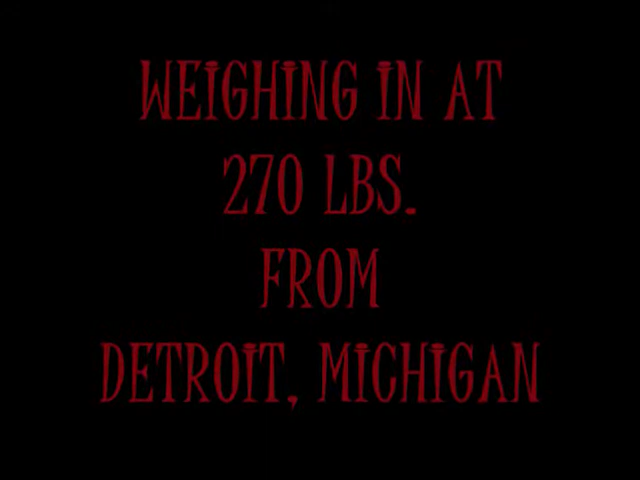 WEIGHING IN AT
270 LBS.
FROM
DETROIT, MICHIGAN